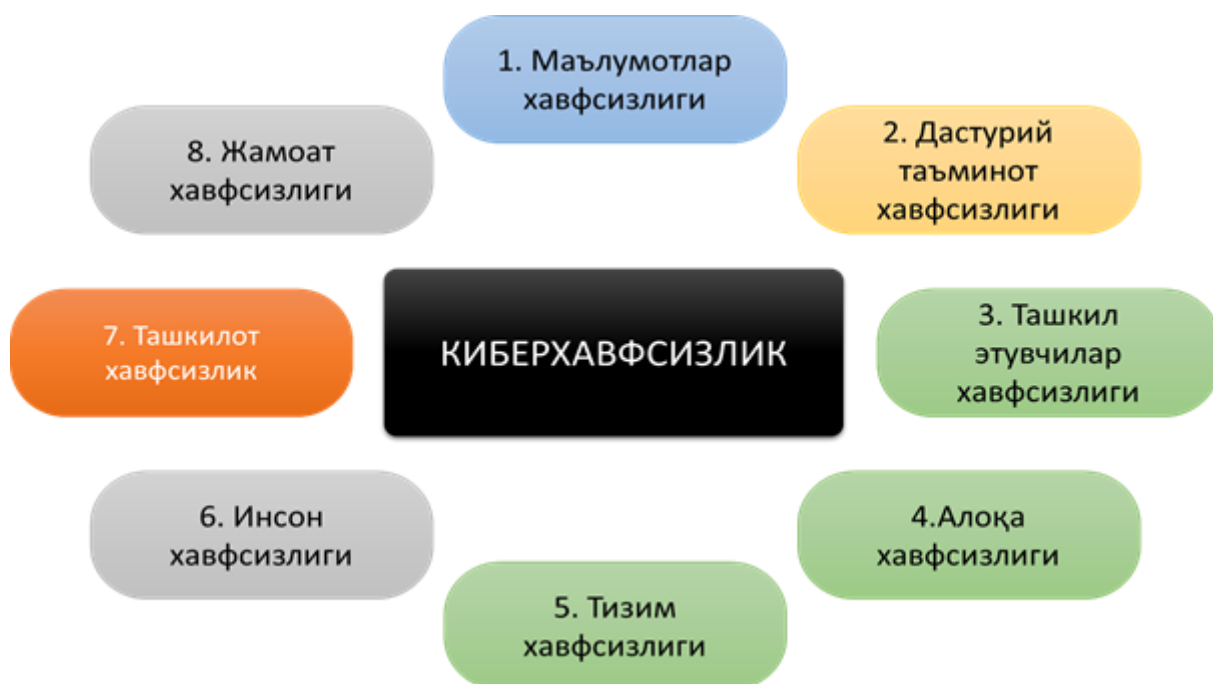 1. Маълумотлар
хавфсизлиги
2. Дастурий
таъминот
хавфсизлиги
3. Ташкил
этувчилар
хавфсизлиги
4.Алоқа
хавфсизлиги
5. Тизим
хавфсизлиги
6. Инсон
хавфсизлиги
7. Ташкилот
хавфсизлик
8. Жамоат
хавфсизлиги
КИБЕРХАВФСИЗЛИК